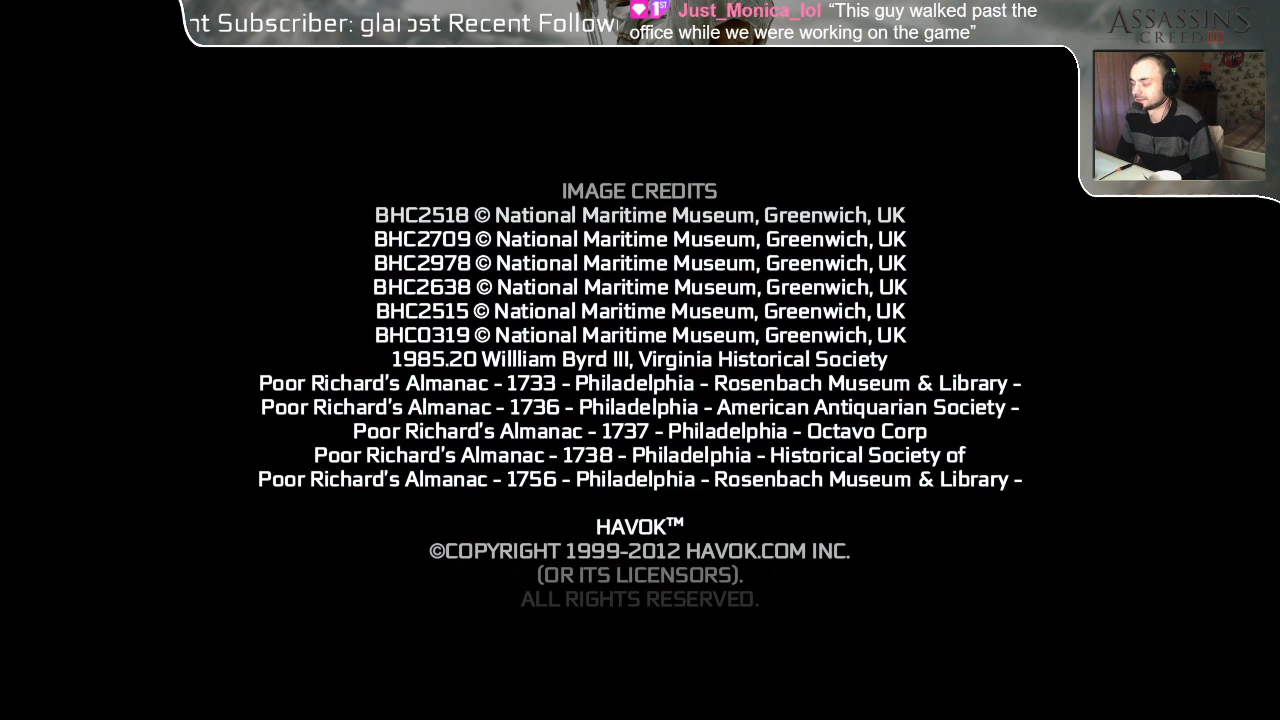 nt Subscriber: glai
ost Recent Follow
1ST Just_Monica_lol “This guy walked past the
office while we were working on the game”
ASSASSINS
CREED III
IMAGE CREDITS
BHC2518 © National Maritime Museum, Greenwich, UK
BHC2709 © National Maritime Museum, Greenwich, UK
BHC2978 © National Maritime Museum, Greenwich, UK
BHC2638 © National Maritime Museum, Greenwich, UK
BHC2515 © National Maritime Museum, Greenwich, UK
BHC0319 © National Maritime Museum, Greenwich, UK
1985.20 Willliam Byrd III, Virginia Historical Society
Poor Richard's Almanac - 1733 - Philadelphia - Rosenbach Museum & Library -
Poor Richard's Almanac - 1736 - Philadelphia - American Antiquarian Society -
Poor Richard's Almanac - 1737 - Philadelphia - Octavo Corp
Poor Richard's Almanac - 1738 - Philadelphia - Historical Society of
Poor Richard's Almanac - 1756 - Philadelphia - Rosenbach Museum & Library -
HAVOK™
©COPYRIGHT 1999-2012 HAVOK.COM INC.
(OR ITS LICENSORS).
ALL RIGHTS RESERVED.